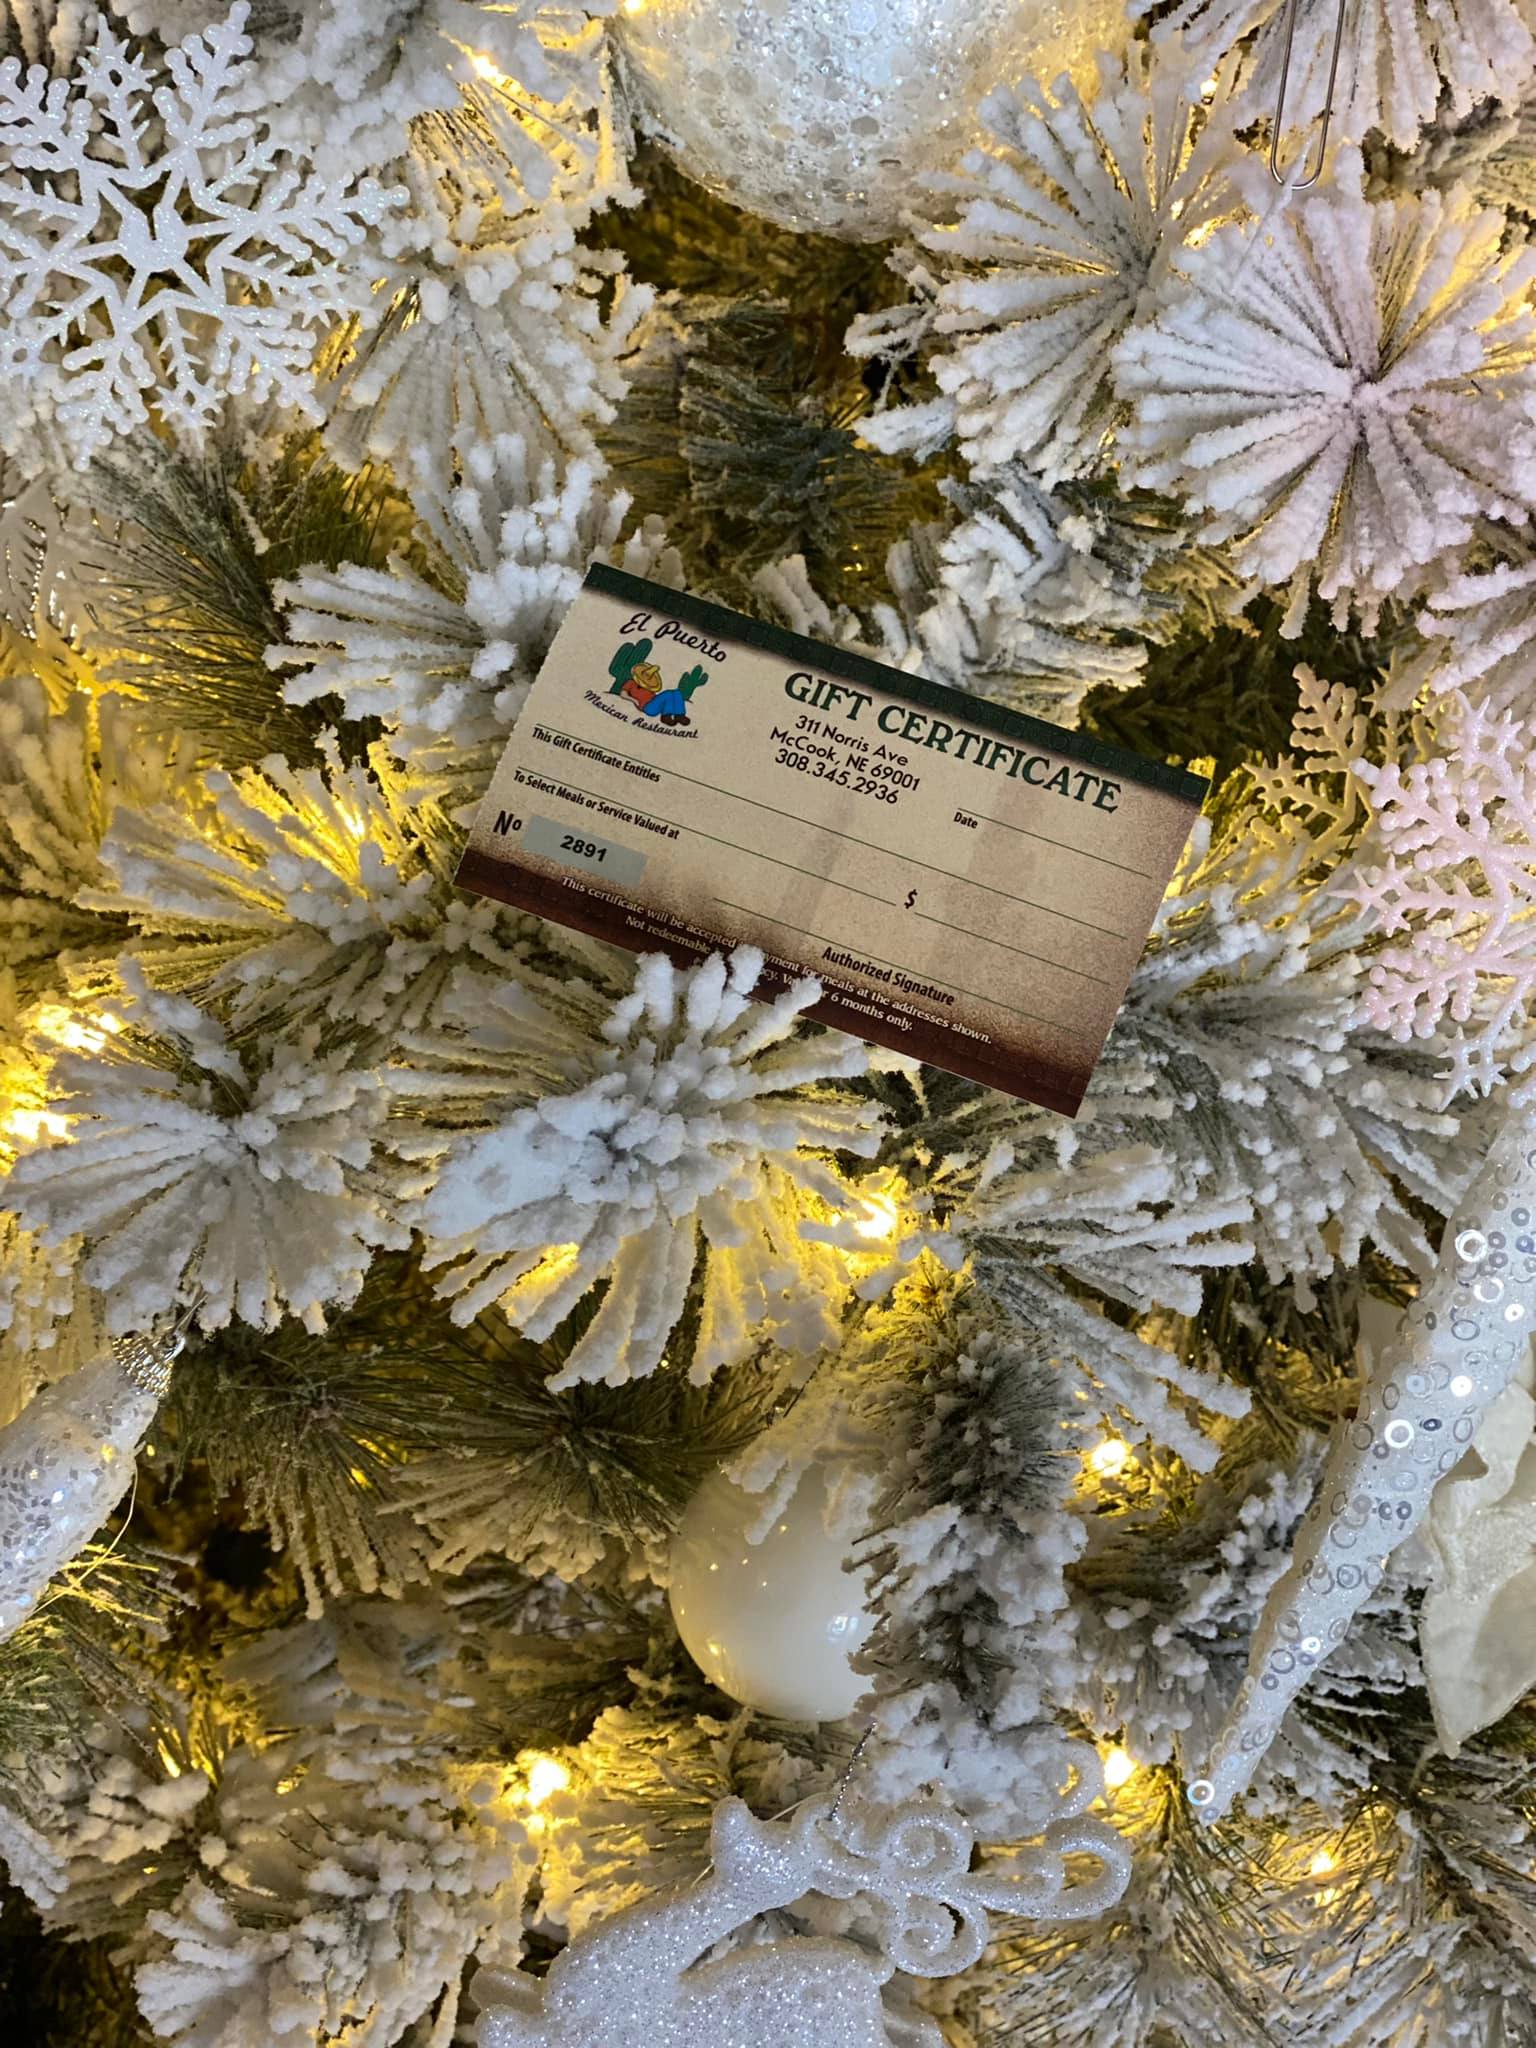 El Puerto
Mexican Restaurant
GIFT CERTIFICATE
311 Norris Ave
McCook, NE 69001
308.345.2936
This Gift Certificate Entitles
Date
To Select Meals or Service Valued at
$
No 2891
Authorized Signature
This certificate will be accepted yment for meals at the addresses shown.
Not redeemable 6 months only.